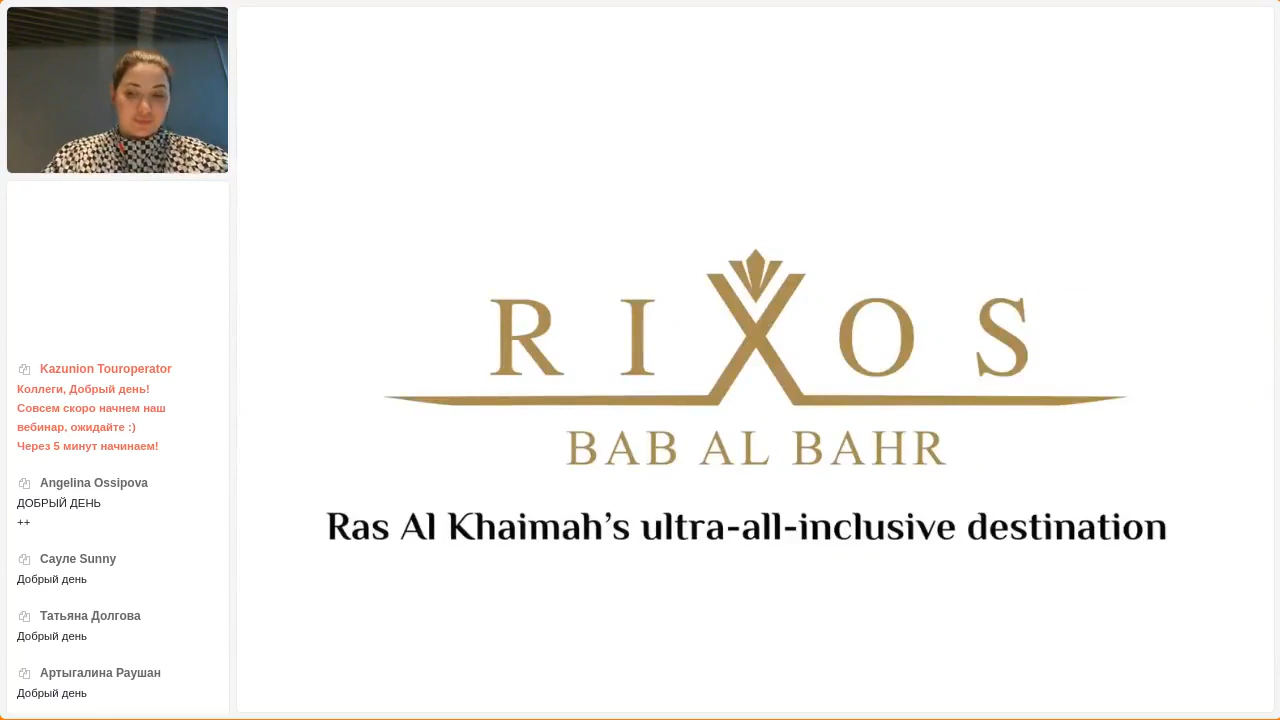 Kazunion Touroperator
Коллеги, Добрый день!
Совсем скоро начнем наш
вебинар, ожидайте :)
Через 5 минут начинаем!
Angelina Ossipova
ДОБРЫЙ ДЕНЬ
++
Сауле Sunny
Добрый день
Татьяна Долгова
Добрый день
Артыгалина Раушан
Добрый день
RIXOS
BAB AL BAHR
Ras Al Khaimah’s ultra-all-inclusive destination